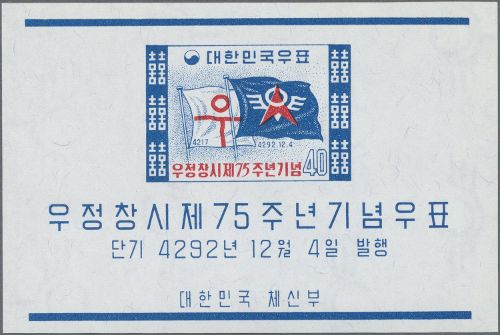 대한민국우표
우
4217
4292.12.4
우정창시제75주년기념
40
우정창시제75주년기념우표
단기 4292년 12월 4일 발행
대한민국 체신부